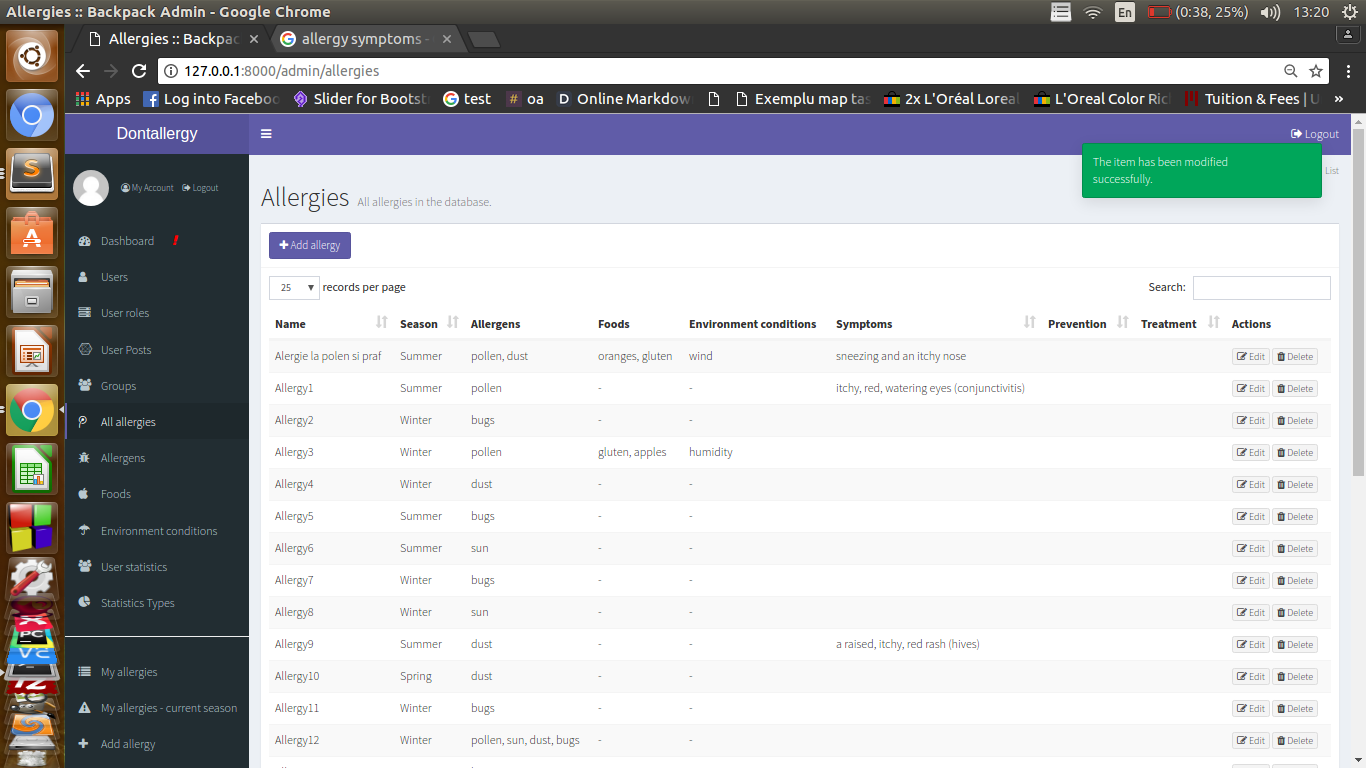 Allergies :: Backpack Admin - Google Chrome En (0:38, 25%) 13:20
Allergies :: Backpac allergy symptoms -
127.0.0.1:8000/admin/allergies
Apps Log into Faceboo Slider for Bootst test oa Online Markdow Exemplu map tas 2x L'Oréal Loreal L'Oreal Color Ric Tuition & Fees | U »
Dontallergy Logout
The item has been modified
successfully.
List
My Account Logout
Dashboard !
Users
User roles
User Posts
Groups
All allergies
Allergens
Foods
Environment conditions
User statistics
Statistics Types
My allergies
My allergies - current season
Add allergy
Allergies All allergies in the database.
Add allergy
25 records per page Search:
Name Season Allergens Foods Environment conditions Symptoms Prevention Treatment Actions
Alergie la polen si praf Summer pollen, dust oranges, gluten wind sneezing and an itchy nose Edit Delete
Allergy1 Summer pollen - - itchy, red, watering eyes (conjunctivitis) Edit Delete
Allergy2 Winter bugs - - Edit Delete
Allergy3 Winter pollen gluten, apples humidity Edit Delete
Allergy4 Winter dust - - Edit Delete
Allergy5 Summer bugs - - Edit Delete
Allergy6 Summer sun - - Edit Delete
Allergy7 Winter bugs - - Edit Delete
Allergy8 Winter sun - - Edit Delete
Allergy9 Summer dust - - a raised, itchy, red rash (hives) Edit Delete
Allergy10 Spring dust - - Edit Delete
Allergy11 Winter bugs - - Edit Delete
Allergy12 Winter pollen, sun, dust, bugs - - Edit Delete